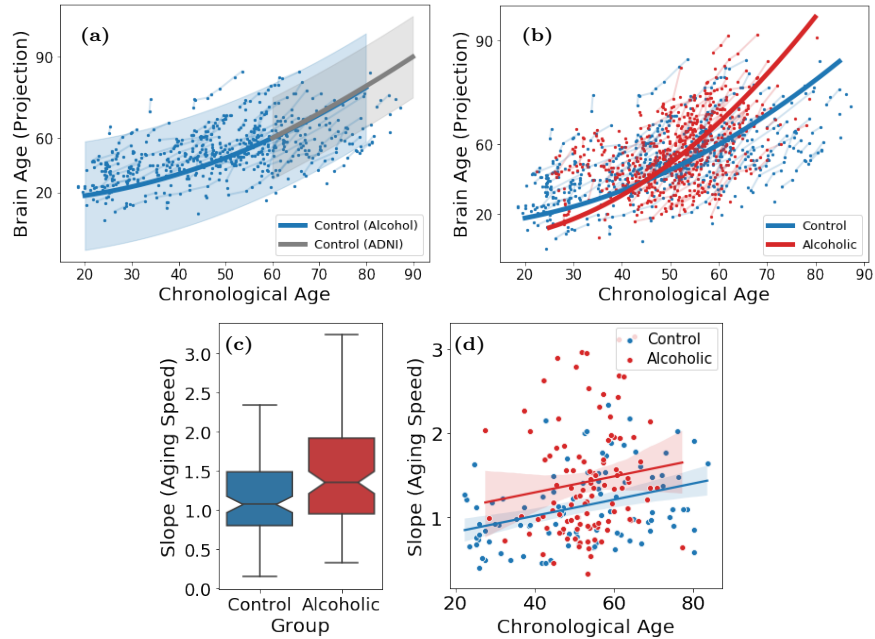 (a)
Brain Age (Projection)
90
60
20
Control (Alcohol)
Control (ADNI)
20 30 40 50 60 70 80 90
Chronological Age
(b)
Brain Age (Projection)
90
60
20
Control
Alcoholic
20 30 40 50 60 70 80 90
Chronological Age
(c)
Slope (Aging Speed)
3.0
2.5
2.0
1.5
1.0
0.5
0.0
Control Alcoholic
Group
(d)
Slope (Aging Speed)
3
2
1
Control
Alcoholic
20 40 60 80
Chronological Age